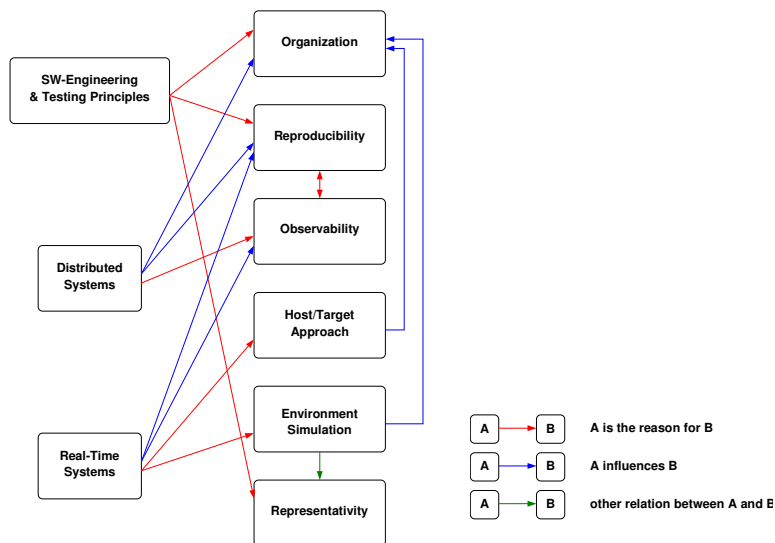 Organization
SW-Engineering
& Testing Principles
Reproducibility
Observability
Distributed
Systems
Host/Target
Approach
Environment
Simulation
Real-Time
Systems
Representativity
A B A is the reason for B
A B A influences B
A B other relation between A and B